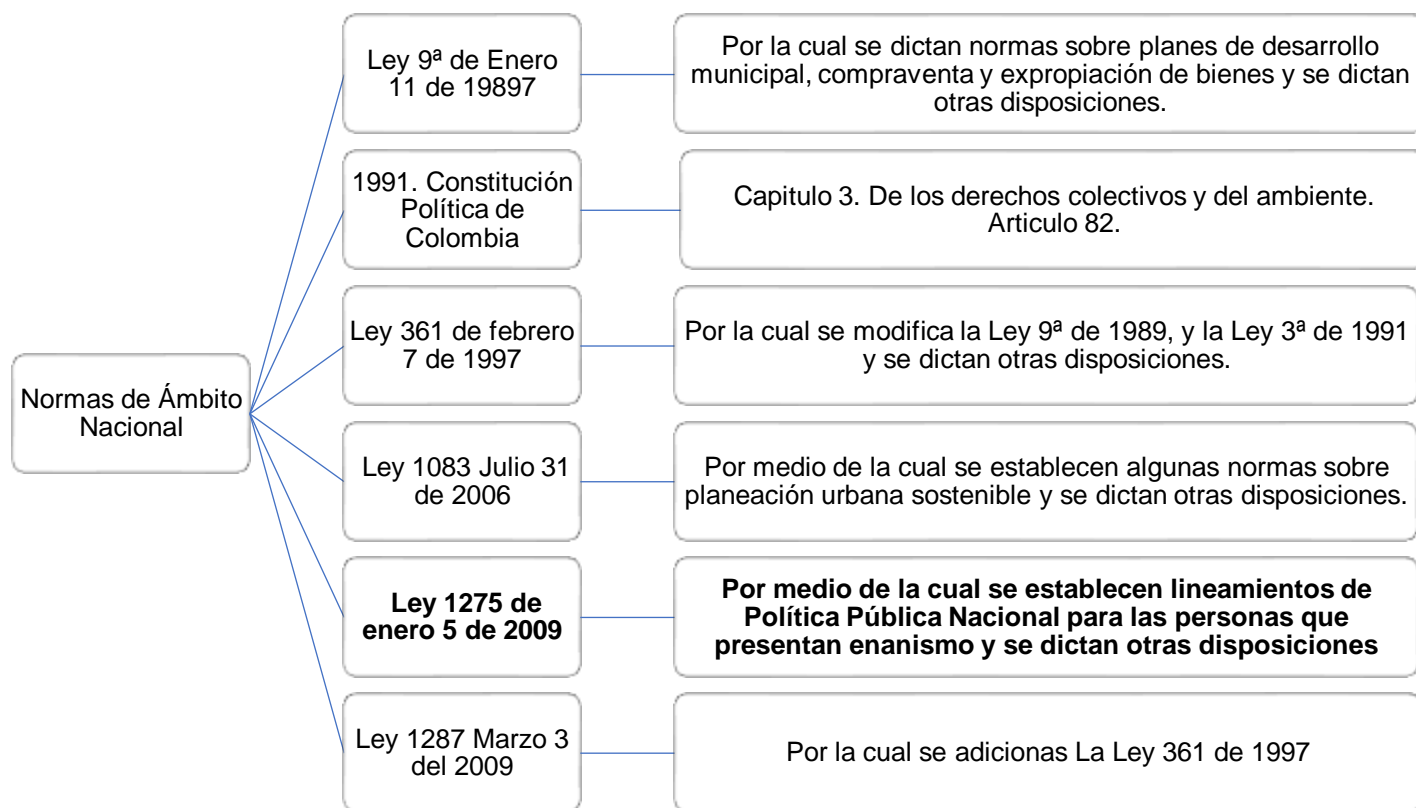 Normas de Ámbito
Nacional
Ley 9ª de Enero
11 de 19897
Por la cual se dictan normas sobre planes de desarrollo
municipal, compraventa y expropiación de bienes y se dictan
otras disposiciones.
1991. Constitución
Política de
Colombia
Capitulo 3. De los derechos colectivos y del ambiente.
Articulo 82.
Ley 361 de febrero
7 de 1997
Por la cual se modifica la Ley 9ª de 1989, y la Ley 3ª de 1991
y se dictan otras disposiciones.
Ley 1083 Julio 31
de 2006
Por medio de la cual se establecen algunas normas sobre
planeación urbana sostenible y se dictan otras disposiciones.
Ley 1275 de
enero 5 de 2009
Por medio de la cual se establecen lineamientos de
Política Pública Nacional para las personas que
presentan enanismo y se dictan otras disposiciones
Ley 1287 Marzo 3
del 2009
Por la cual se adicionas La Ley 361 de 1997